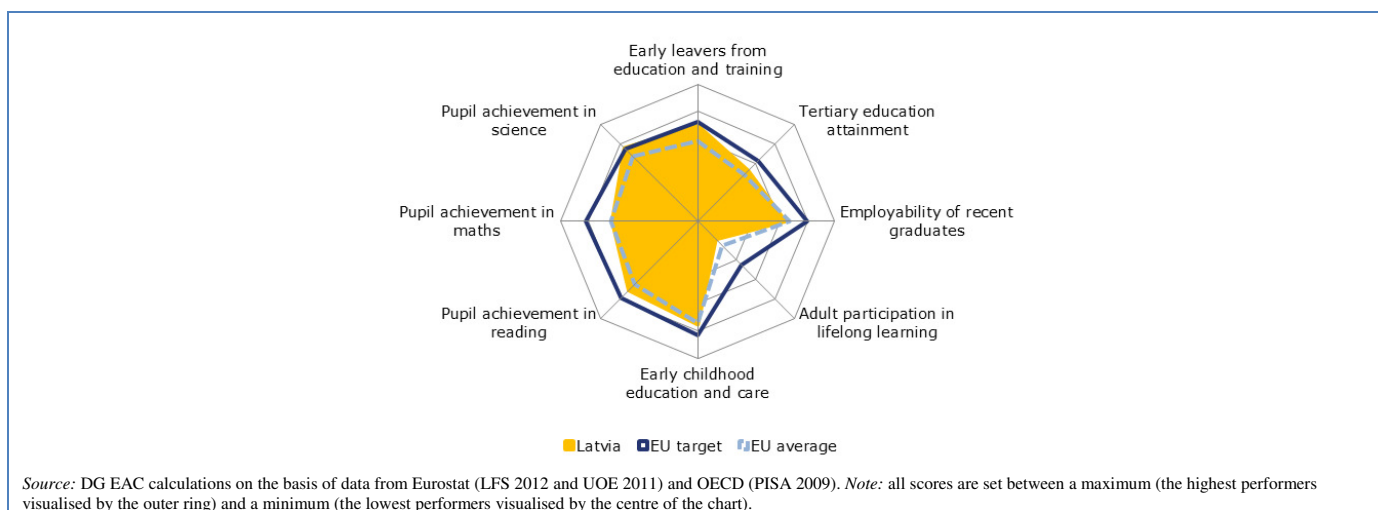 Early leavers from
education and training
Pupil achievement in
science
Tertiary education
attainment
Pupil achievement in
maths
Employability of recent
graduates
Pupil achievement in
reading
Adult participation in
lifelong learning
Early childhood
education and care
Latvia EU target EU average
Source: DG EAC calculations on the basis of data from Eurostat (LFS 2012 and UOE 2011) and OECD (PISA 2009). Note: all scores are set between a maximum (the highest performers
visualised by the outer ring) and a minimum (the lowest performers visualised by the centre of the chart).